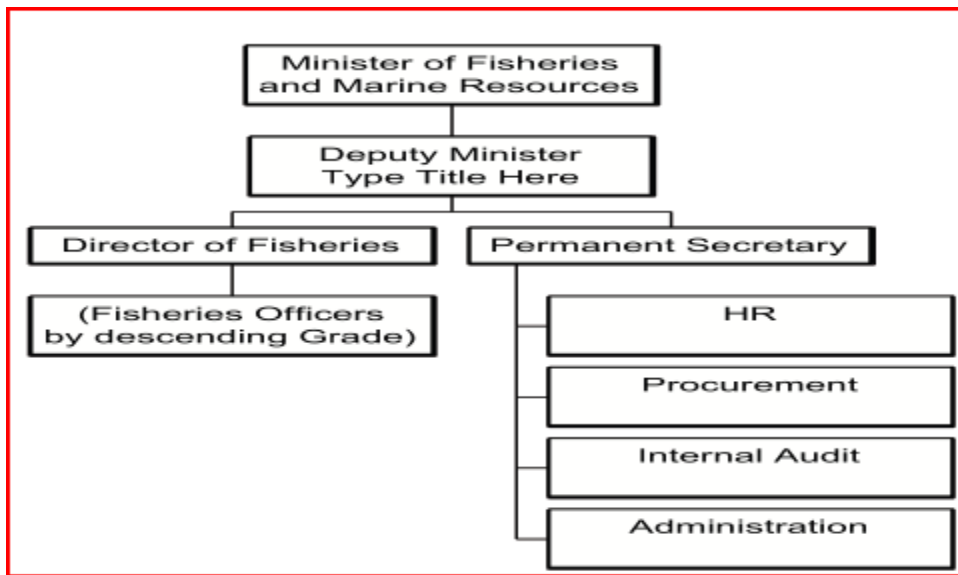 Minister of Fisheries
and Marine Resources
Deputy Minister
Type Title Here
Director of Fisheries
Permanent Secretary
(Fisheries Officers
by descending Grade)
HR
Procurement
Internal Audit
Administration